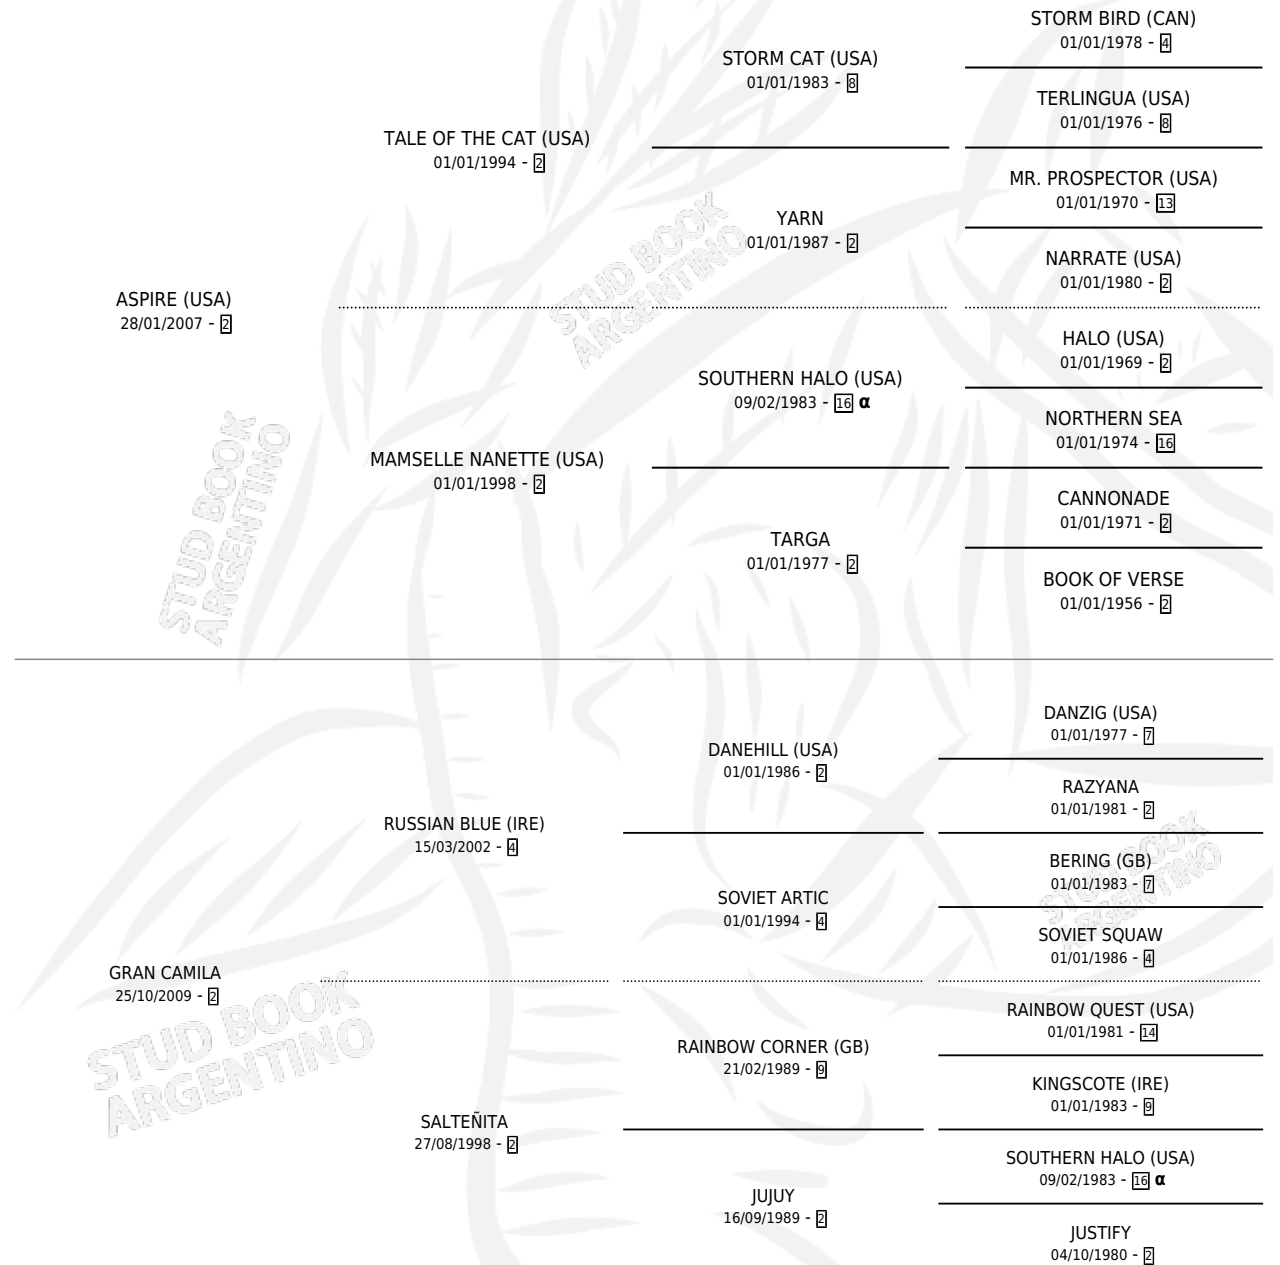 STORM BIRD (CAN)
01/01/1978 - 4
STORM CAT (USA)
01/01/1983 - 8
TERLINGUA (USA)
01/01/1976 - 8
TALE OF THE CAT (USA)
01/01/1994 - 2
MR. PROSPECTOR (USA)
01/01/1970 - 13
YARN
01/01/1987 - 2
NARRATE (USA)
01/01/1980 - 2
ASPIRE (USA)
28/01/2007 - 2
STUD BOOK
ARGENTINO
HALO (USA)
01/01/1969 - 2
SOUTHERN HALO (USA)
09/02/1983 - 16 α
NORTHERN SEA
01/01/1974 - 16
MAMSELLE NANETTE (USA)
01/01/1998 - 2
STUD BOOK
ARGENTINO
CANNONADE
01/01/1971 - 2
TARGA
01/01/1977 - 2
BOOK OF VERSE
01/01/1956 - 2
DANZIG (USA)
01/01/1977 - 7
DANEHILL (USA)
01/01/1986 - 2
RAZYANA
01/01/1981 - 2
RUSSIAN BLUE (IRE)
15/03/2002 - 4
STUD BOOK
ARGENTINO
BERING (GB)
01/01/1983 - 7
SOVIET ARTIC
01/01/1994 - 4
SOVIET SQUAW
01/01/1986 - 4
GRAN CAMILA
25/10/2009 - 2
STUD BOOK
ARGENTINO
RAINBOW QUEST (USA)
01/01/1981 - 14
RAINBOW CORNER (GB)
21/02/1989 - 9
KINGSCOTE (IRE)
01/01/1983 - 9
SALTEÑITA
27/08/1998 - 2
SOUTHERN HALO (USA)
09/02/1983 - 16 α
JUJUY
16/09/1989 - 2
JUSTIFY
04/10/1980 - 2